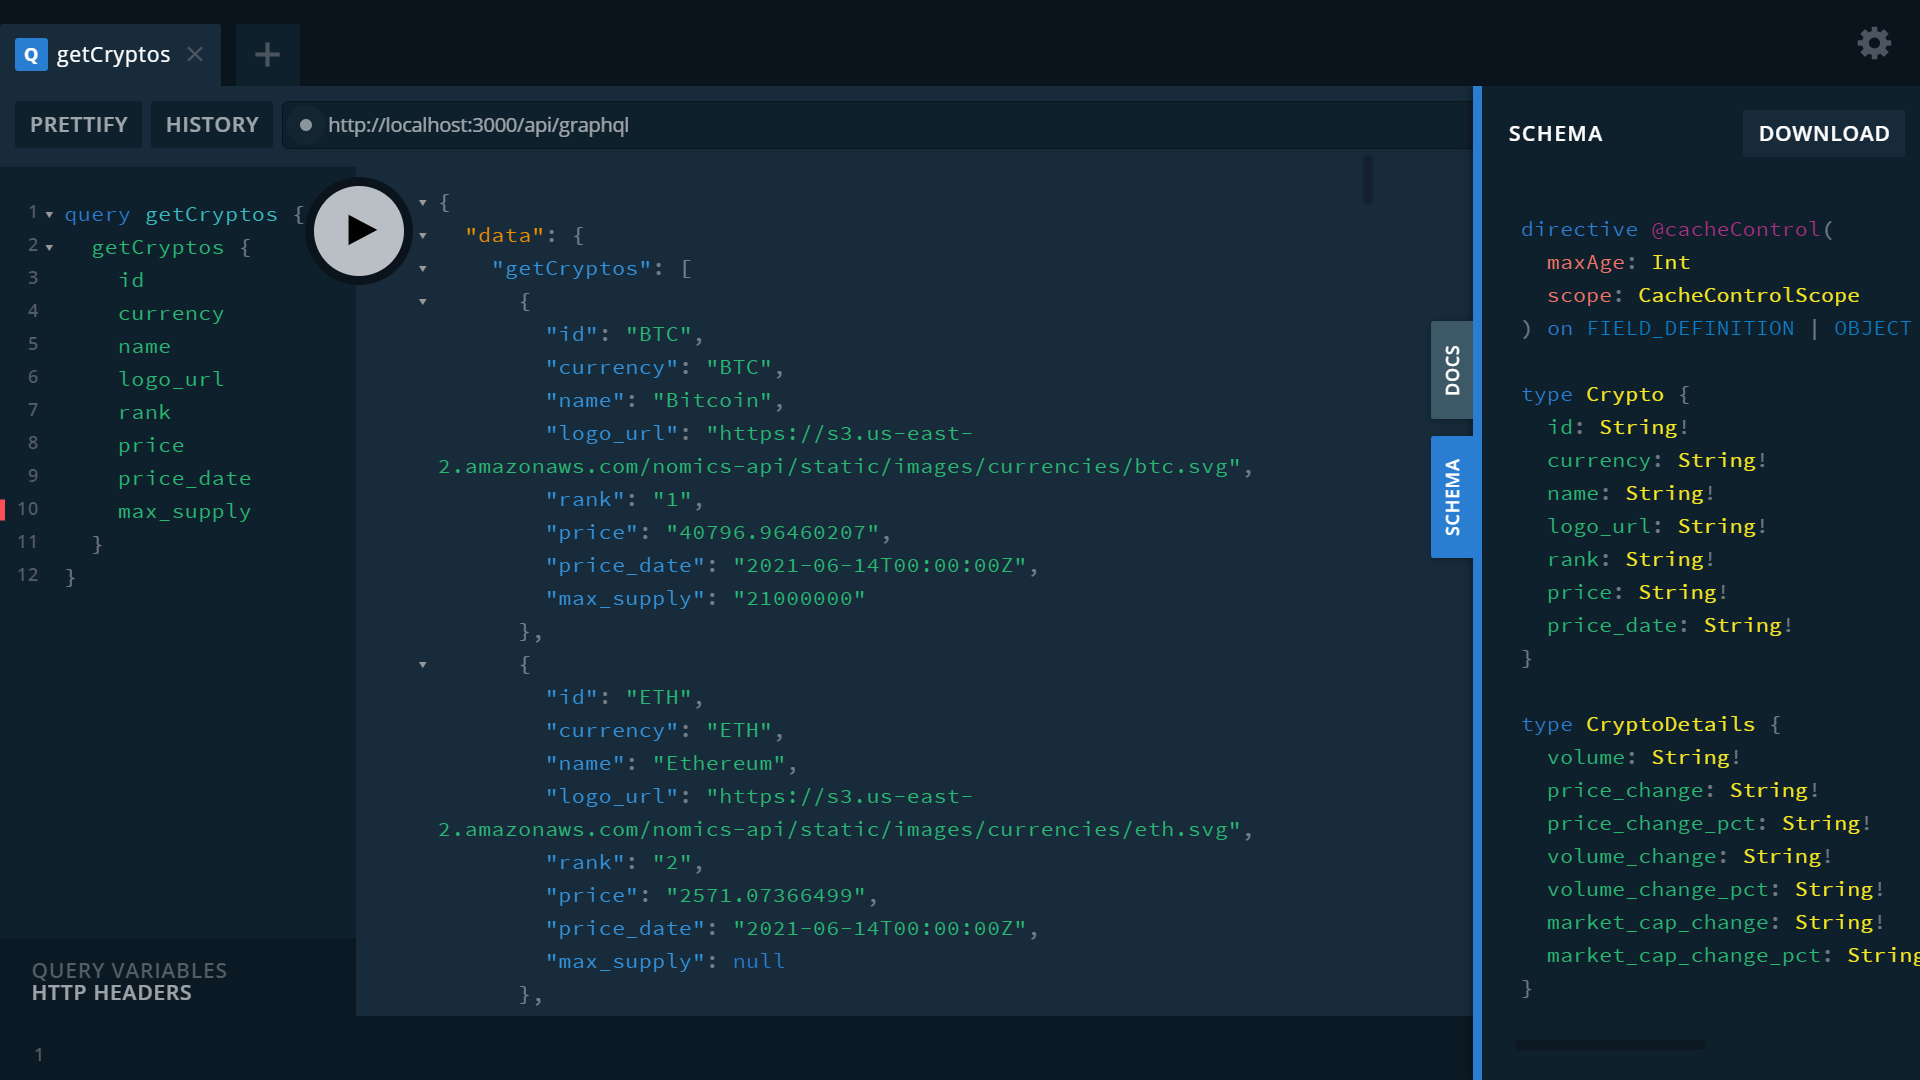 Q getCryptos
PRETTIFY HISTORY http://localhost:3000/api/graphql
1 query getCryptos {
2 getCryptos {
3 id
4 currency
5 name
6 logo_url
7 rank
8 price
9 price_date
10 max_supply
11 }
12 }
QUERY VARIABLES
HTTP HEADERS
1
{
"data": {
"getCryptos": [
{
"id": "BTC",
"currency": "BTC",
"name": "Bitcoin",
"logo_url": "https://s3.us-east-
2.amazonaws.com/nomics-api/static/images/currencies/btc.svg",
"rank": "1",
"price": "40796.96460207",
"price_date": "2021-06-14T00:00:00Z",
"max_supply": "21000000"
},
{
"id": "ETH",
"currency": "ETH",
"name": "Ethereum",
"logo_url": "https://s3.us-east-
2.amazonaws.com/nomics-api/static/images/currencies/eth.svg",
"rank": "2",
"price": "2571.07366499",
"price_date": "2021-06-14T00:00:00Z",
"max_supply": null
},
DOCS
SCHEMA
SCHEMA DOWNLOAD
directive @cacheControl(
maxAge: Int
scope: CacheControlScope
) on FIELD_DEFINITION | OBJECT
type Crypto {
id: String!
currency: String!
name: String!
logo_url: String!
rank: String!
price: String!
price_date: String!
}
type CryptoDetails {
volume: String!
price_change: String!
price_change_pct: String!
volume_change: String!
volume_change_pct: String!
market_cap_change: String!
market_cap_change_pct: String
}